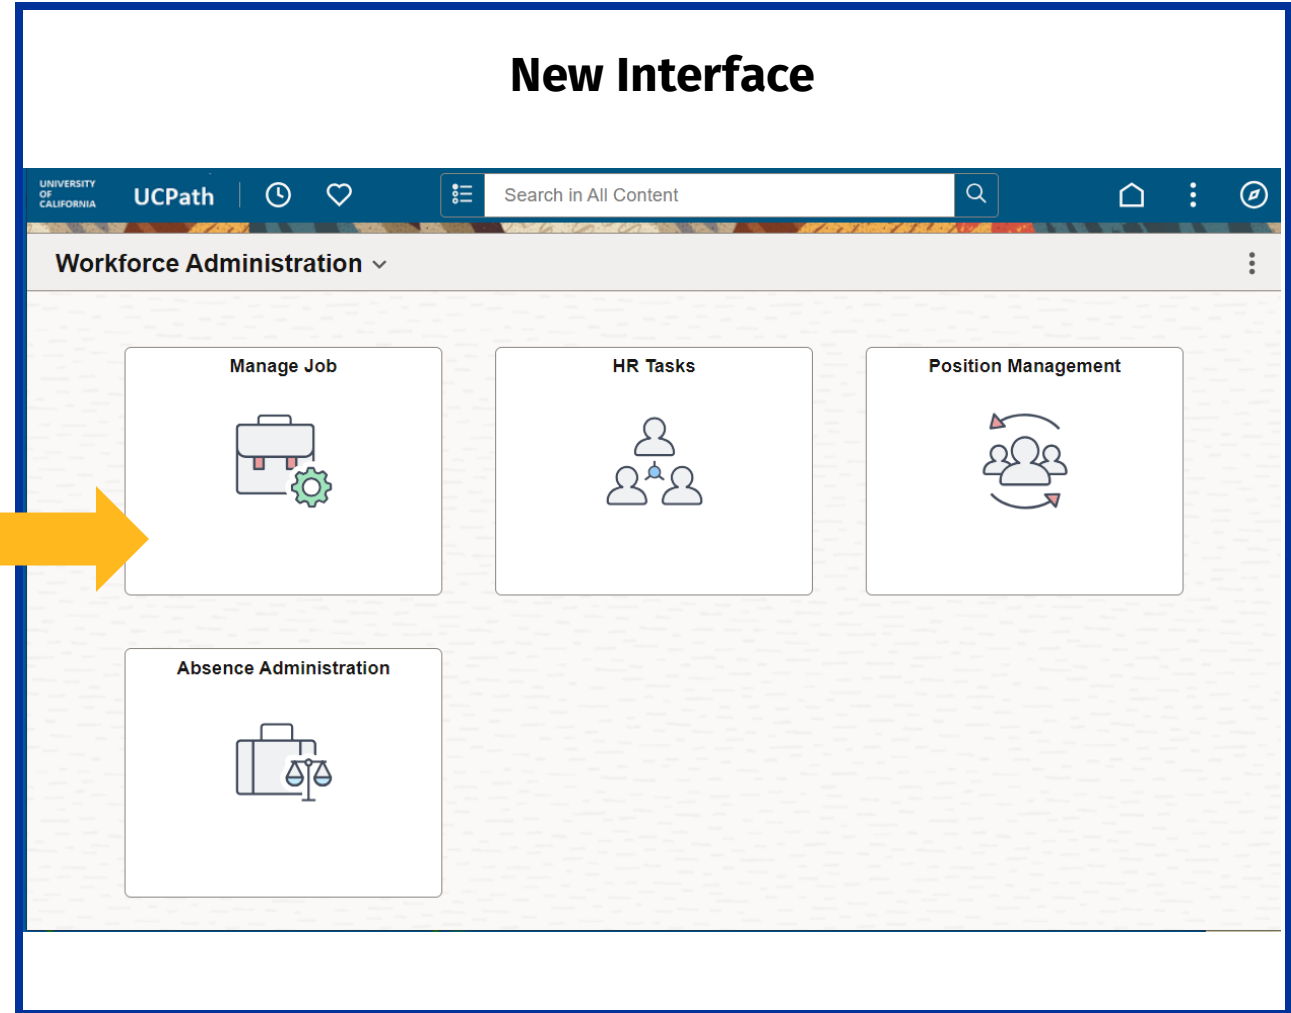 New Interface
UNIVERSITY
OF
CALIFORNIA
UCPath
Search in All Content
Workforce Administration
Manage Job
HR Tasks
Position Management
Absence Administration